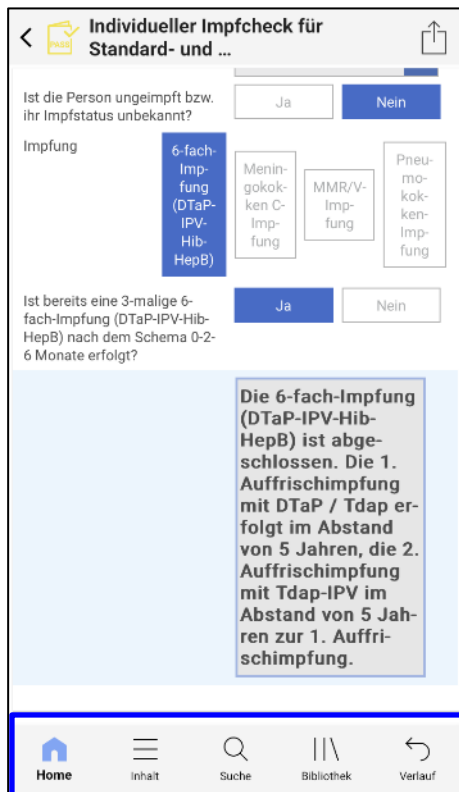 Individueller Impfcheck für
Standard- und ...
PASS
Ist die Person ungeimpft bzw.
ihr Impfstatus unbekannt?
Ja
Nein
Impfung
6-fach-
Imp-
fung
(DTaP-
IPV-
Hib-
HepB)
Menin-
gokok-
ken C-
Imp-
fung
MMR/V-
Imp-
fung
Pneu-
mo-
kok-
ken-
Imp-
fung
Ist bereits eine 3-malige 6-
fach-Impfung (DTaP-IPV-Hib-
HepB) nach dem Schema 0-2-
6 Monate erfolgt?
Ja
Nein
Die 6-fach-Impfung
(DTaP-IPV-Hib-
HepB) ist abge-
schlossen. Die 1.
Auffrischimpfung
mit DTaP / Tdap er-
folgt im Abstand
von 5 Jahren, die 2.
Auffrischimpfung
mit Tdap-IPV im
Abstand von 5 Jah-
ren zur 1. Auffri-
schimpfung.
Home
Inhalt
Suche
Bibliothek
Verlauf